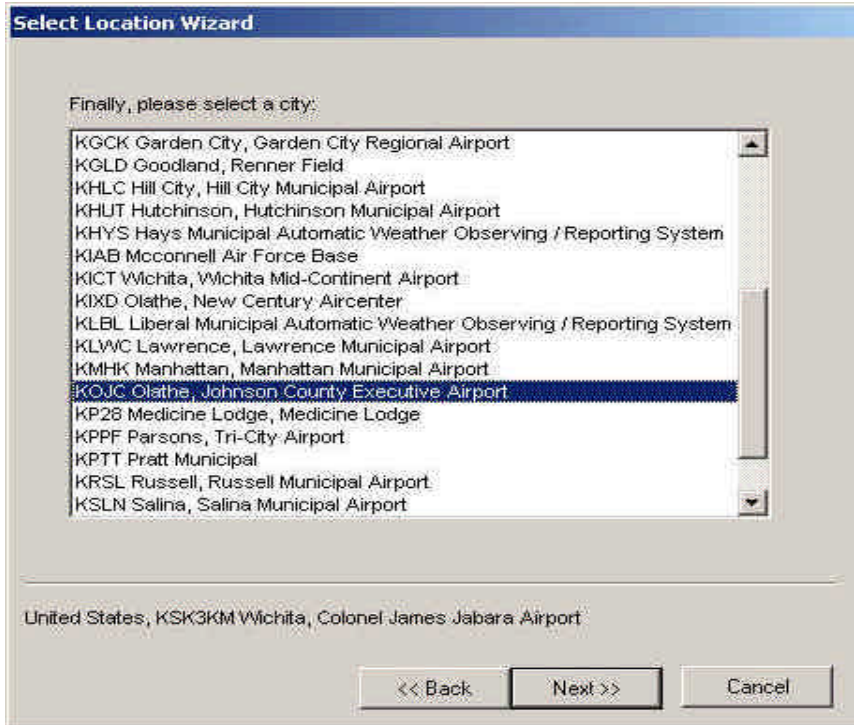 Select Location Wizard
Finally, please select a city:
KGCK Garden City, Garden City Regional Airport
KGLD Goodland, Renner Field
KHLC Hill City, Hill City Municipal Airport
KHUT Hutchinson, Hutchinson Municipal Airport
KHYS Hays Municipal Automatic Weather Observing / Reporting System
KIAB Mcconnell Air Force Base
KICT Wichita, Wichita Mid-Continent Airport
KIXD Olathe, New Century Aircenter
KLBL Liberal Municipal Automatic Weather Observing / Reporting System
KLWC Lawrence, Lawrence Municipal Airport
KMHK Manhattan, Manhattan Municipal Airport
KOJC Olathe, Johnson County Executive Airport
KP28 Medicine Lodge, Medicine Lodge
KPPF Parsons, Tri-City Airport
KPTT Pratt Municipal
KRSL Russell, Russell Municipal Airport
KSLN Salina, Salina Municipal Airport
United States, KSK3KM Wichita, Colonel James Jabara Airport
<< Back
Next >>
Cancel